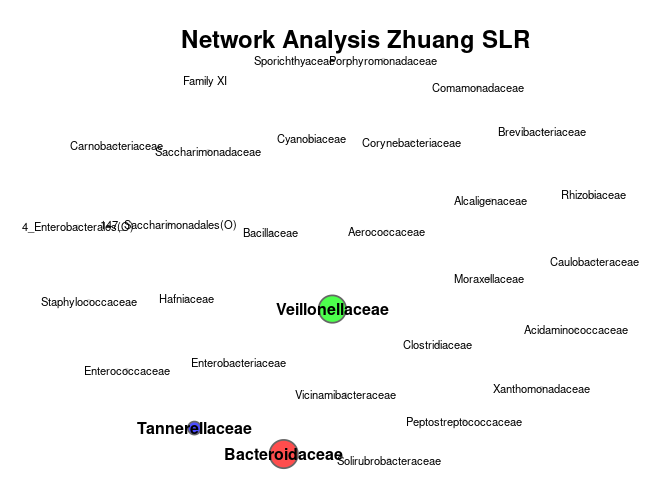 Network Analysis Zhuang SLR
Sporichthyaceae
Porphyromonadaceae
Family XI
Comamonadaceae
Brevibacteriaceae
Cyanobiaceae
Corynebacteriaceae
Carnobacteriaceae
Saccharimonadaceae
Rhizobiaceae
Alcaligenaceae
4_Enterobacterales(O)
147_Saccharimonadales(O)
Bacillaceae
Aerococcaceae
Caulobacteraceae
Moraxellaceae
Staphylococcaceae
Hafniaceae
Veillonellaceae
Acidaminococcaceae
Clostridiaceae
Enterobacteriaceae
Enterococcaceae
Xanthomonadaceae
Vicinamibacteraceae
Peptostreptococcaceae
Tannerellaceae
Bacteroidaceae
Solirubrobacteraceae